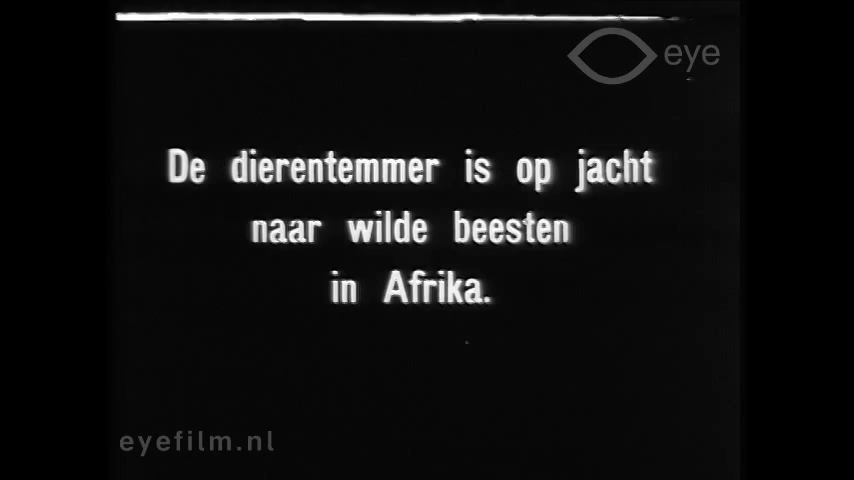 eye
De dierentemmer is op jacht
naar wilde beesten
in Afrika.
eyefilm.nl